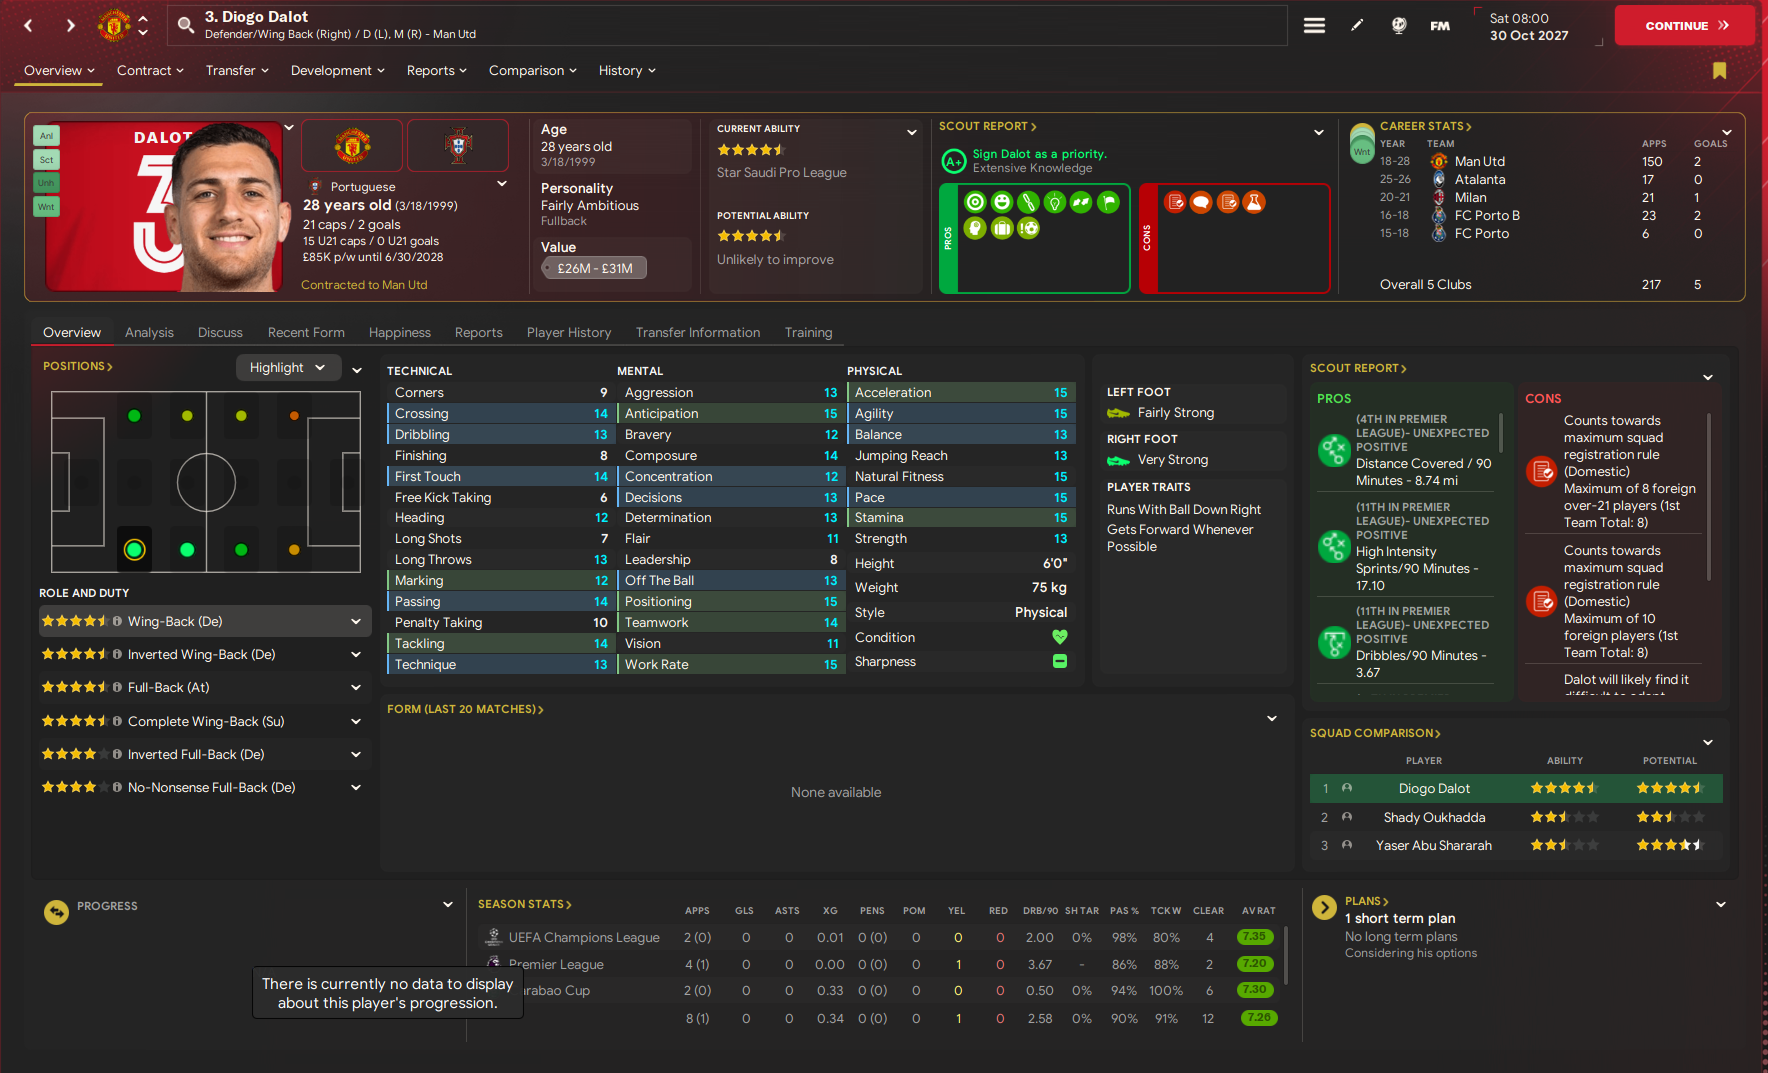 3. Diogo Dalot
Defender/Wing Back (Right) / D (L), M (R) - Man Utd
FM
Sat 08:00
30 Oct 2027
CONTINUE
Overview
Contract
Transfer
Development
Reports
Comparison
History
Anl
Sct
Unh
Wnt
DALOT
Portuguese
28 years old (3/18/1999)
21 caps / 2 goals
15 U21 caps / 0 U21 goals
£85K p/w until 6/30/2028
Contracted to Man Utd
Age
28 years old
3/18/1999
Personality
Fairly Ambitious
Fullback
Value
£26M - £31M
CURRENT ABILITY
Star Saudi Pro League
POTENTIAL ABILITY
Unlikely to improve
SCOUT REPORT
A+
Sign Dalot as a priority.
Extensive Knowledge
PROS
CONS
Wnt
CAREER STATS
YEAR TEAM APPS GOALS
18-28 Man Utd 150 2
25-26 Atalanta 17 0
20-21 Milan 21 1
16-18 FC Porto B 23 2
15-18 FC Porto 6 0
Overall 5 Clubs 217 5
Overview
Analysis
Discuss
Recent Form
Happiness
Reports
Player History
Transfer Information
Training
POSITIONS
Highlight
ROLE AND DUTY
Wing-Back (De)
Inverted Wing-Back (De)
Full-Back (At)
Complete Wing-Back (Su)
Inverted Full-Back (De)
No-Nonsense Full-Back (De)
TECHNICAL
Corners 9
Crossing 14
Dribbling 13
Finishing 8
First Touch 14
Free Kick Taking 6
Heading 12
Long Shots 7
Long Throws 13
Marking 12
Passing 14
Penalty Taking 10
Tackling 14
Technique 13
MENTAL
Aggression 13
Anticipation 15
Bravery 12
Composure 14
Concentration 12
Decisions 13
Determination 13
Flair 11
Leadership 8
Off The Ball 13
Positioning 15
Teamwork 14
Vision 11
Work Rate 15
PHYSICAL
Acceleration 15
Agility 15
Balance 13
Jumping Reach 13
Natural Fitness 15
Pace 15
Stamina 15
Strength 13
Height 6'0"
Weight 75 kg
Style Physical
Condition
Sharpness
LEFT FOOT
Fairly Strong
RIGHT FOOT
Very Strong
PLAYER TRAITS
Runs With Ball Down Right
Gets Forward Whenever
Possible
FORM (LAST 20 MATCHES)
None available
SCOUT REPORT
PROS
(4TH IN PREMIER
LEAGUE)- UNEXPECTED
POSITIVE
Distance Covered / 90
Minutes - 8.74 mi
(11TH IN PREMIER
LEAGUE)- UNEXPECTED
POSITIVE
High Intensity
Sprints/90 Minutes -
17.10
(11TH IN PREMIER
LEAGUE)- UNEXPECTED
POSITIVE
Dribbles/90 Minutes -
3.67
CONS
Counts towards
maximum squad
registration rule
(Domestic)
Maximum of 8 foreign
over-21 players (1st
Team Total: 8)
Counts towards
maximum squad
registration rule
(Domestic)
Maximum of 10
foreign players (1st
Team Total: 8)
Dalot will likely find it
SQUAD COMPARISON
PLAYER ABILITY POTENTIAL
1 Diogo Dalot
2 Shady Oukhadda
3 Yaser Abu Shararah
PROGRESS
There is currently no data to display
about this player's progression.
SEASON STATS
APPS GLS ASTS XG PENS POM YEL RED DRB/90 SH TAR PAS % TCK W CLEAR AV RAT
UEFA Champions League 2 (0) 0 0 0.01 0 (0) 0 0 0 2.00 0% 98% 80% 4 7.35
Premier League 4 (1) 0 0 0.00 0 (0) 0 1 0 3.67 - 86% 88% 2 7.20
arabao Cup 2 (0) 0 0 0.33 0 (0) 0 0 0 0.50 0% 94% 100% 6 7.30
8 (1) 0 0 0.34 0 (0) 0 1 0 2.58 0% 90% 91% 12 7.26
PLANS
1 short term plan
No long term plans
Considering his options